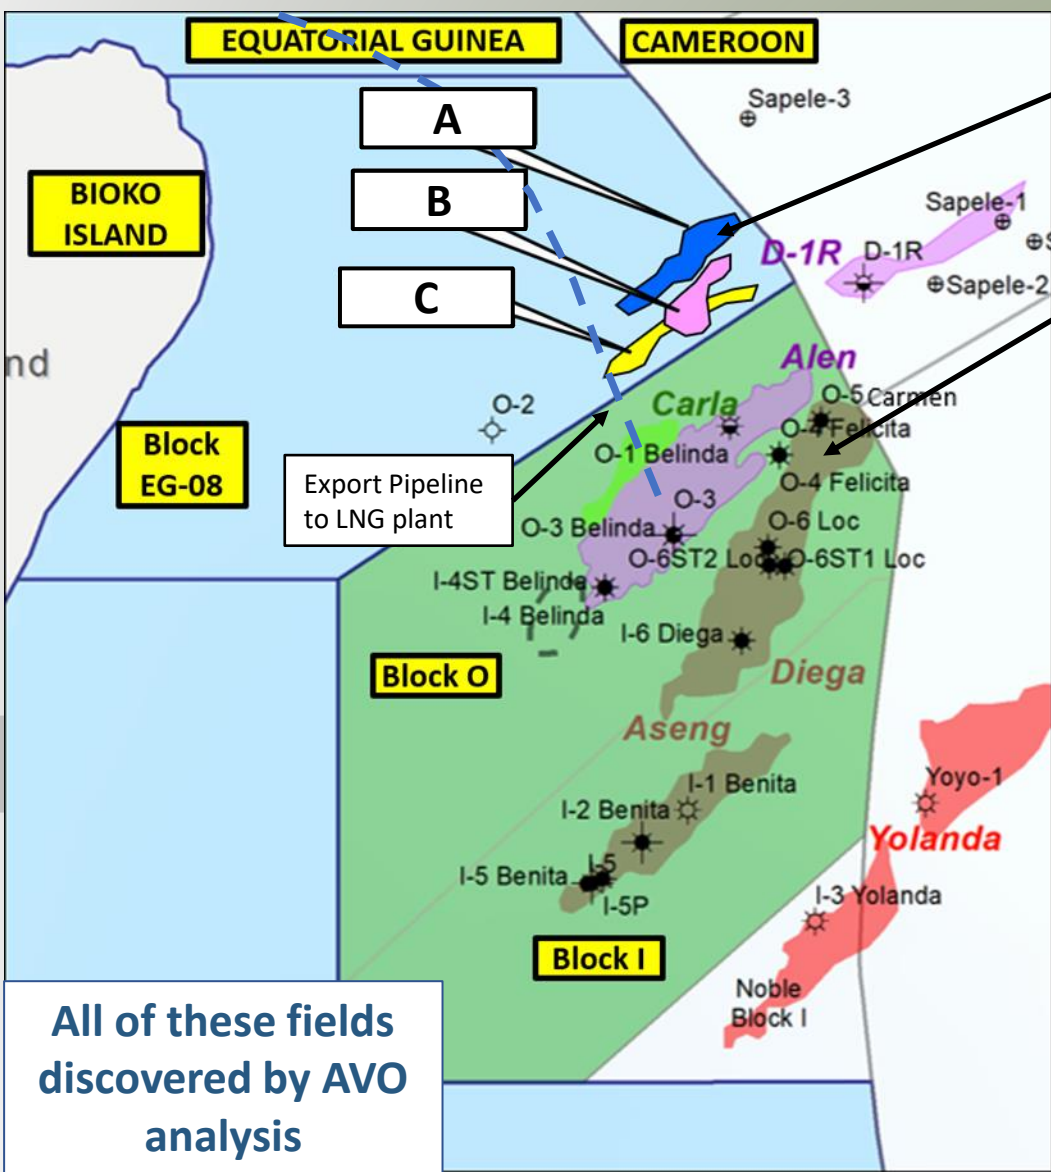 EQUATORIAL GUINEA
CAMEROON
Sapele-3
A
B
C
BIOKO
ISLAND
Sapele-1
D-1R
D-1R
S
Sapele-2
nd
Alen
O-2
Carla
O-5
Carmen
O-4 Felicita
O-1 Belinda
Block
EG-08
Export Pipeline
to LNG plant
O-4 Felicita
O-3
O-3 Belinda
O-6 Loc
O-6ST2 Loc
O-6ST1 Loc
I-4ST Belinda
I-4 Belinda
I-6 Diega
Block O
Diega
Aseng
I-1 Benita
Yoyo-1
I-2 Benita
Yolanda
I-5
I-5 Benita
I-5P
I-3 Yolanda
Block I
Noble
Block I
All of these fields
discovered by AVO
analysis